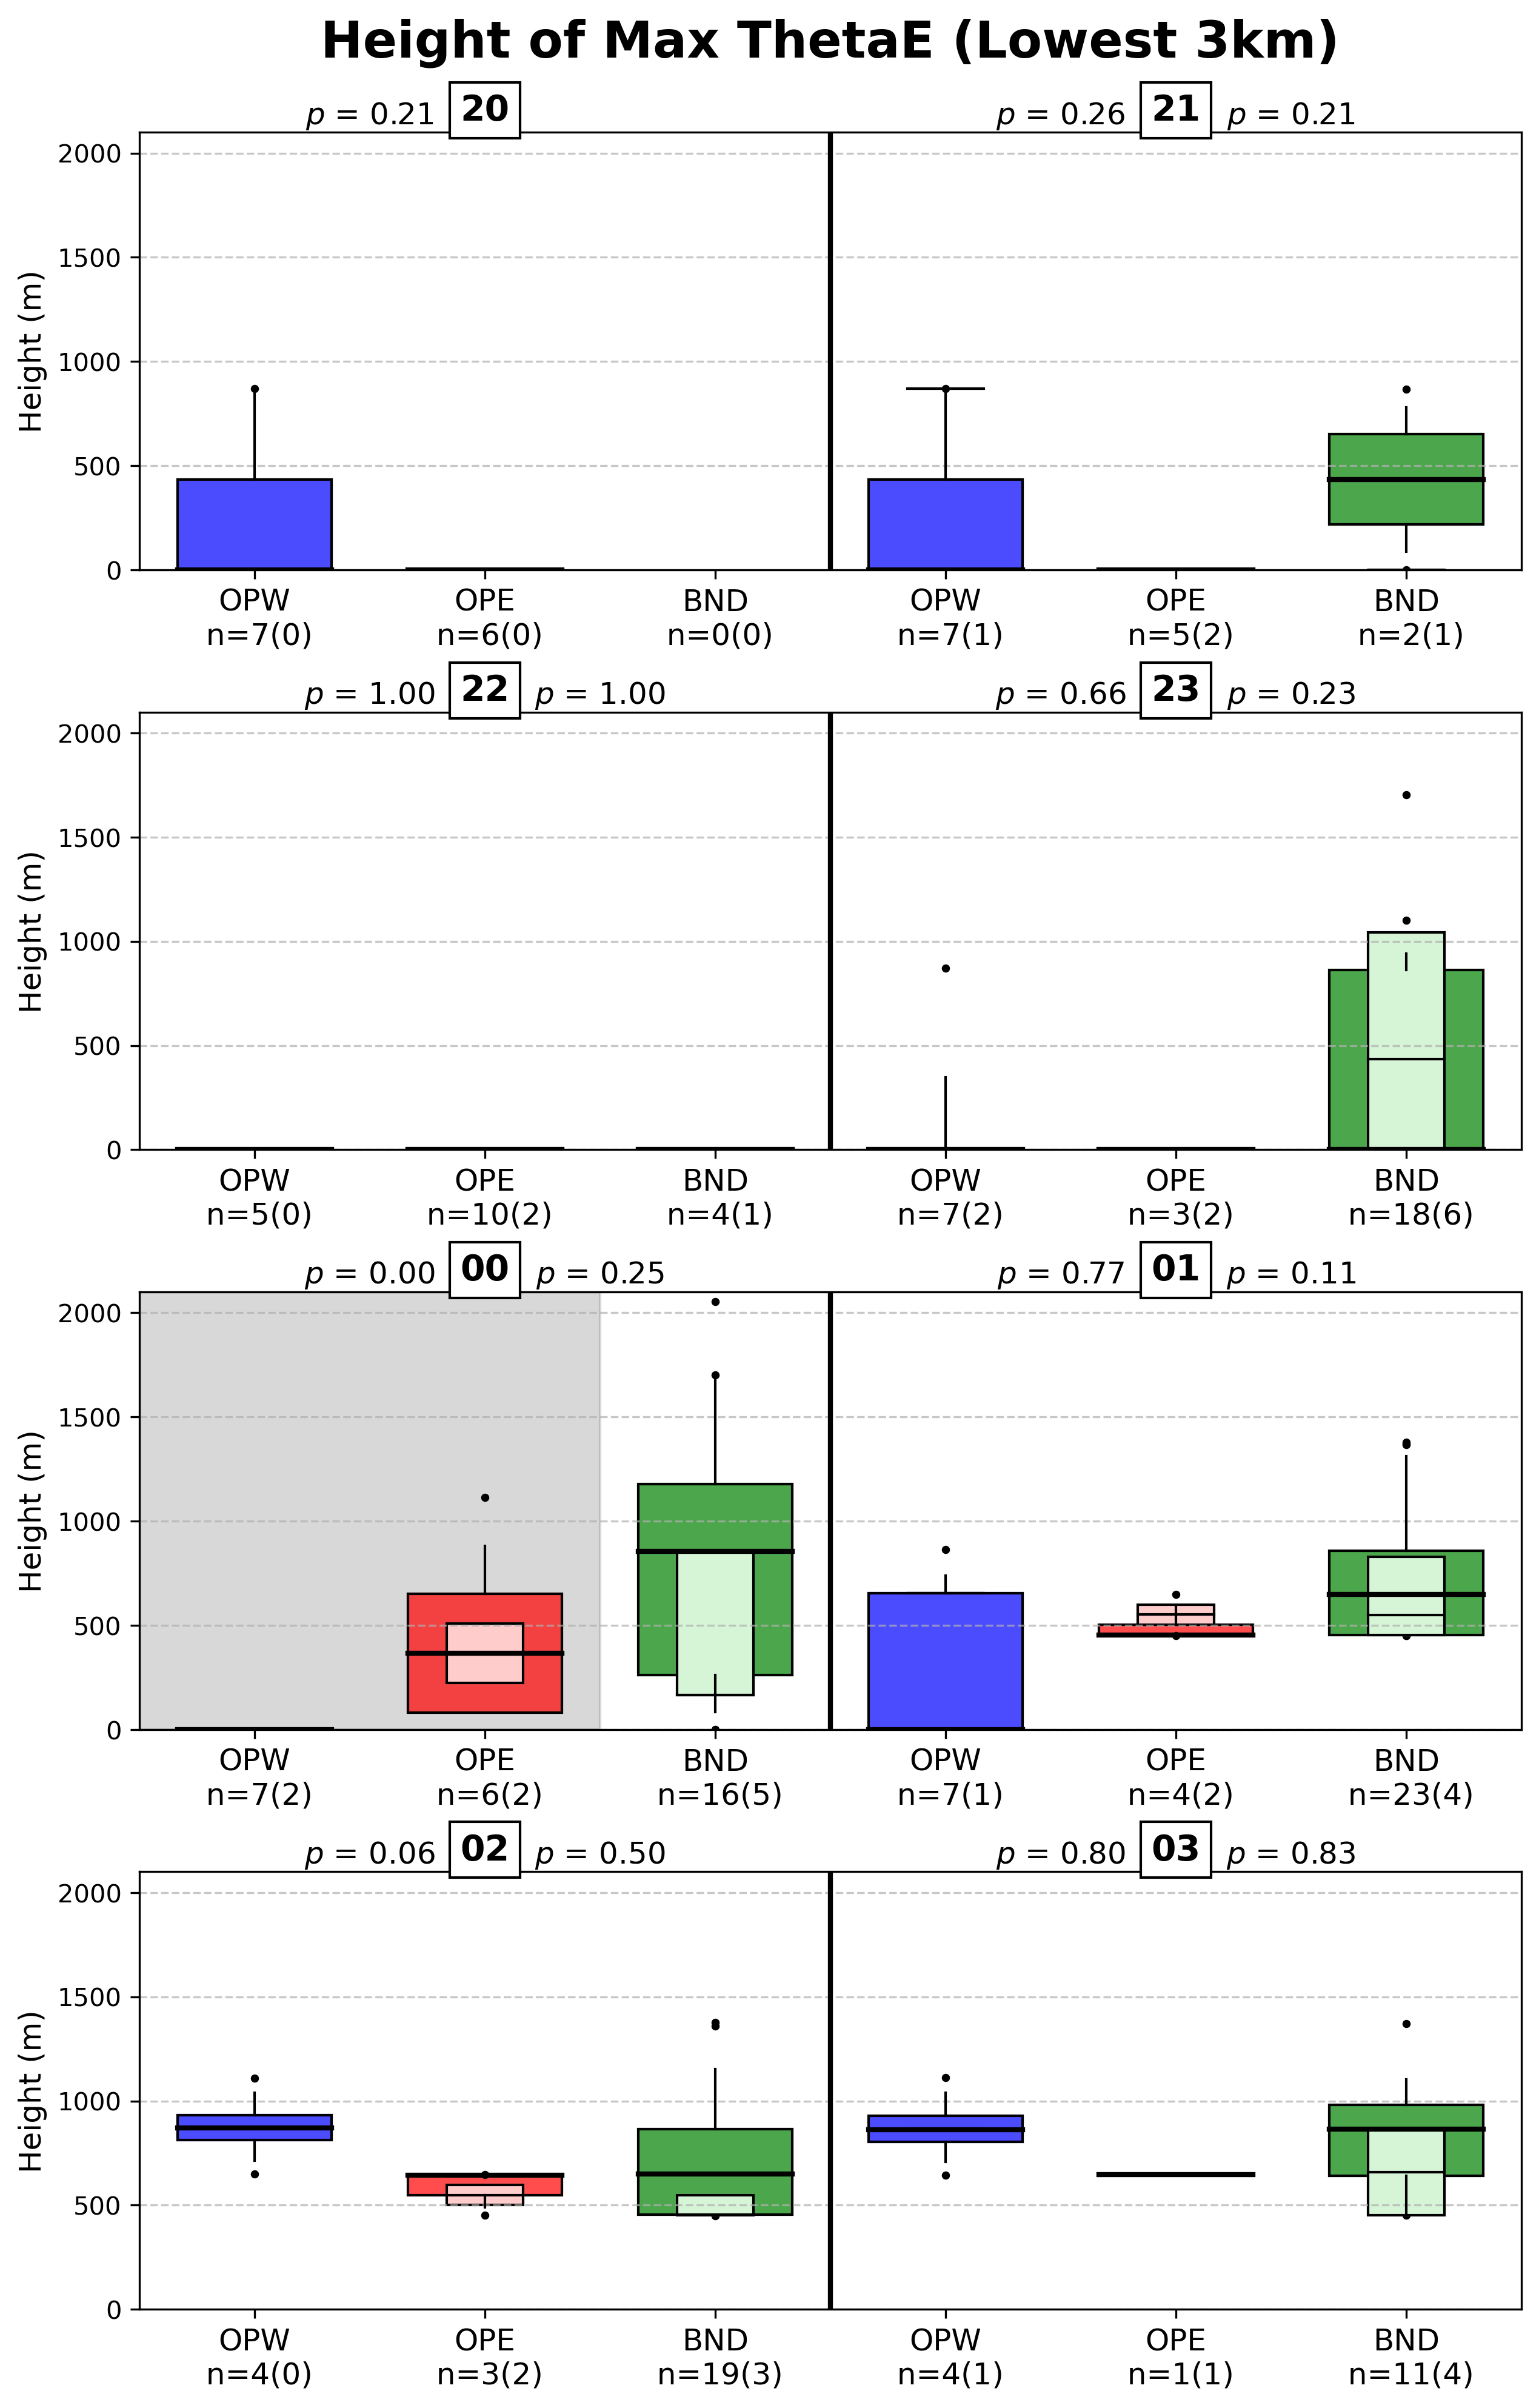 Height of Max ThetaE (Lowest 3km)
p = 0.21 20
p = 0.26 21 p = 0.21
Height (m)
2000
1500
1000
500
0
OPW OPE BND OPW OPE BND
n=7(0) n=6(0) n=0(0) n=7(1) n=5(2) n=2(1)
p = 1.00 22 p = 1.00
p = 0.66 23 p = 0.23
Height (m)
2000
1500
1000
500
0
OPW OPE BND OPW OPE BND
n=5(0) n=10(2) n=4(1) n=7(2) n=3(2) n=18(6)
p = 0.00 00 p = 0.25
p = 0.77 01 p = 0.11
Height (m)
2000
1500
1000
500
0
OPW OPE BND OPW OPE BND
n=7(2) n=6(2) n=16(5) n=7(1) n=4(2) n=23(4)
p = 0.06 02 p = 0.50
p = 0.80 03 p = 0.83
Height (m)
2000
1500
1000
500
0
OPW OPE BND OPW OPE BND
n=4(0) n=3(2) n=19(3) n=4(1) n=1(1) n=11(4)